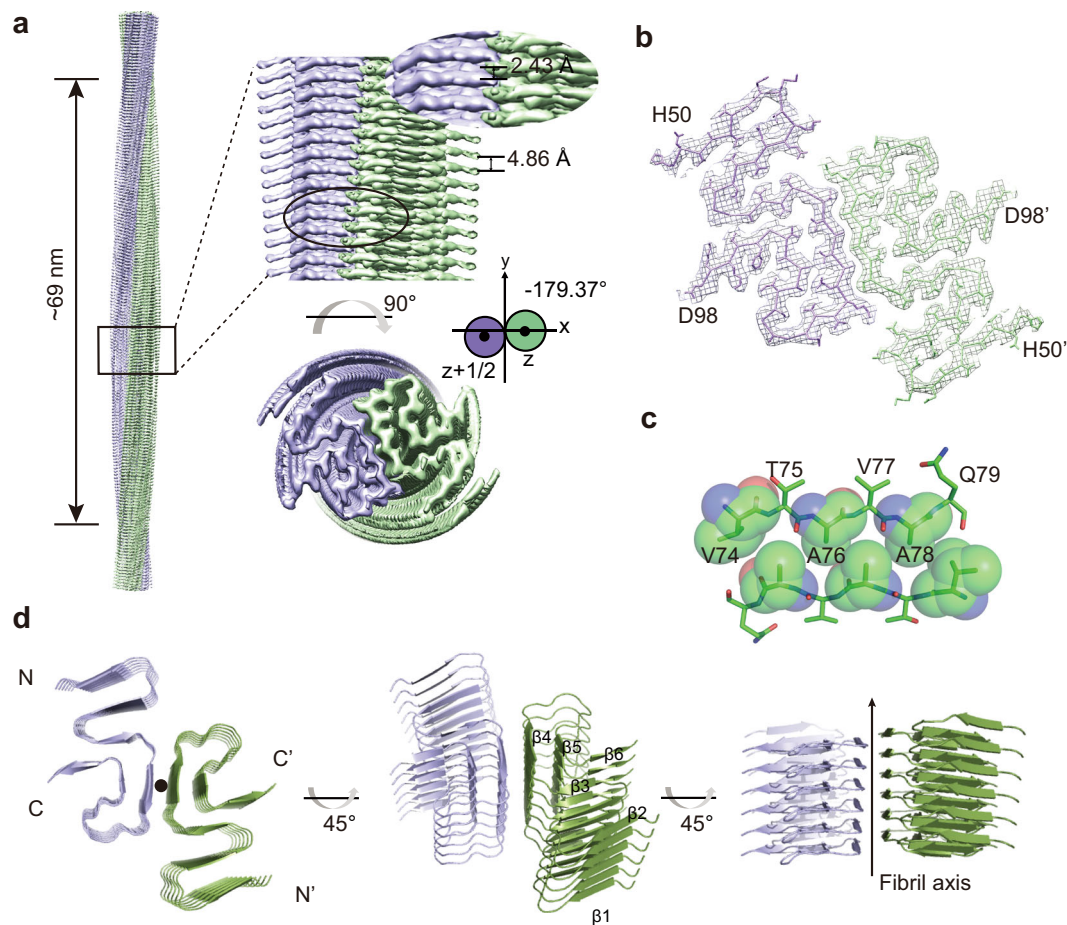 a
~69 nm
2.43 Å
4.86 Å
90°
y
-179.37°
x
z
z+1/2
b
H50
D98'
D98
H50'
c
T75
V77
Q79
V74
A76
A78
d
N
C
C'
N'
45°
β4
β5
β6
β3
β2
β1
45°
Fibril axis